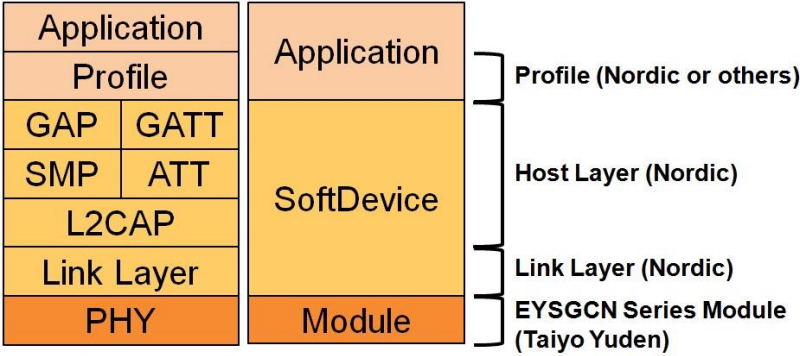 Application
Profile
GAP GATT
SMP ATT
L2CAP
Link Layer
PHY
Application
SoftDevice
Module
Profile (Nordic or others)
Host Layer (Nordic)
Link Layer (Nordic)
EYSGCN Series Module
(Taiyo Yuden)